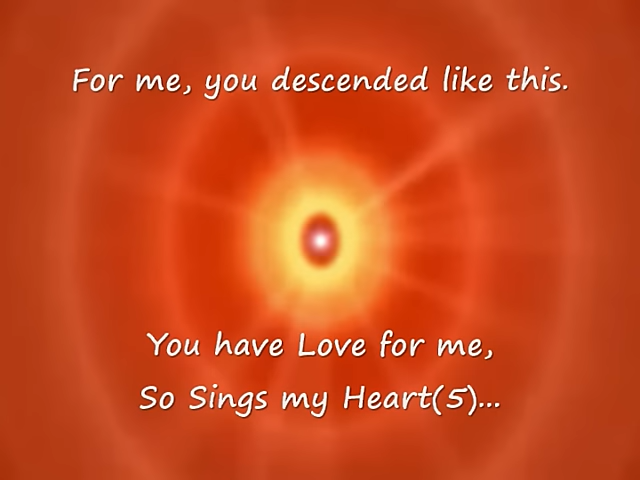 For me, you descended like this.
You have Love for me,
So Sings my Heart(5)...